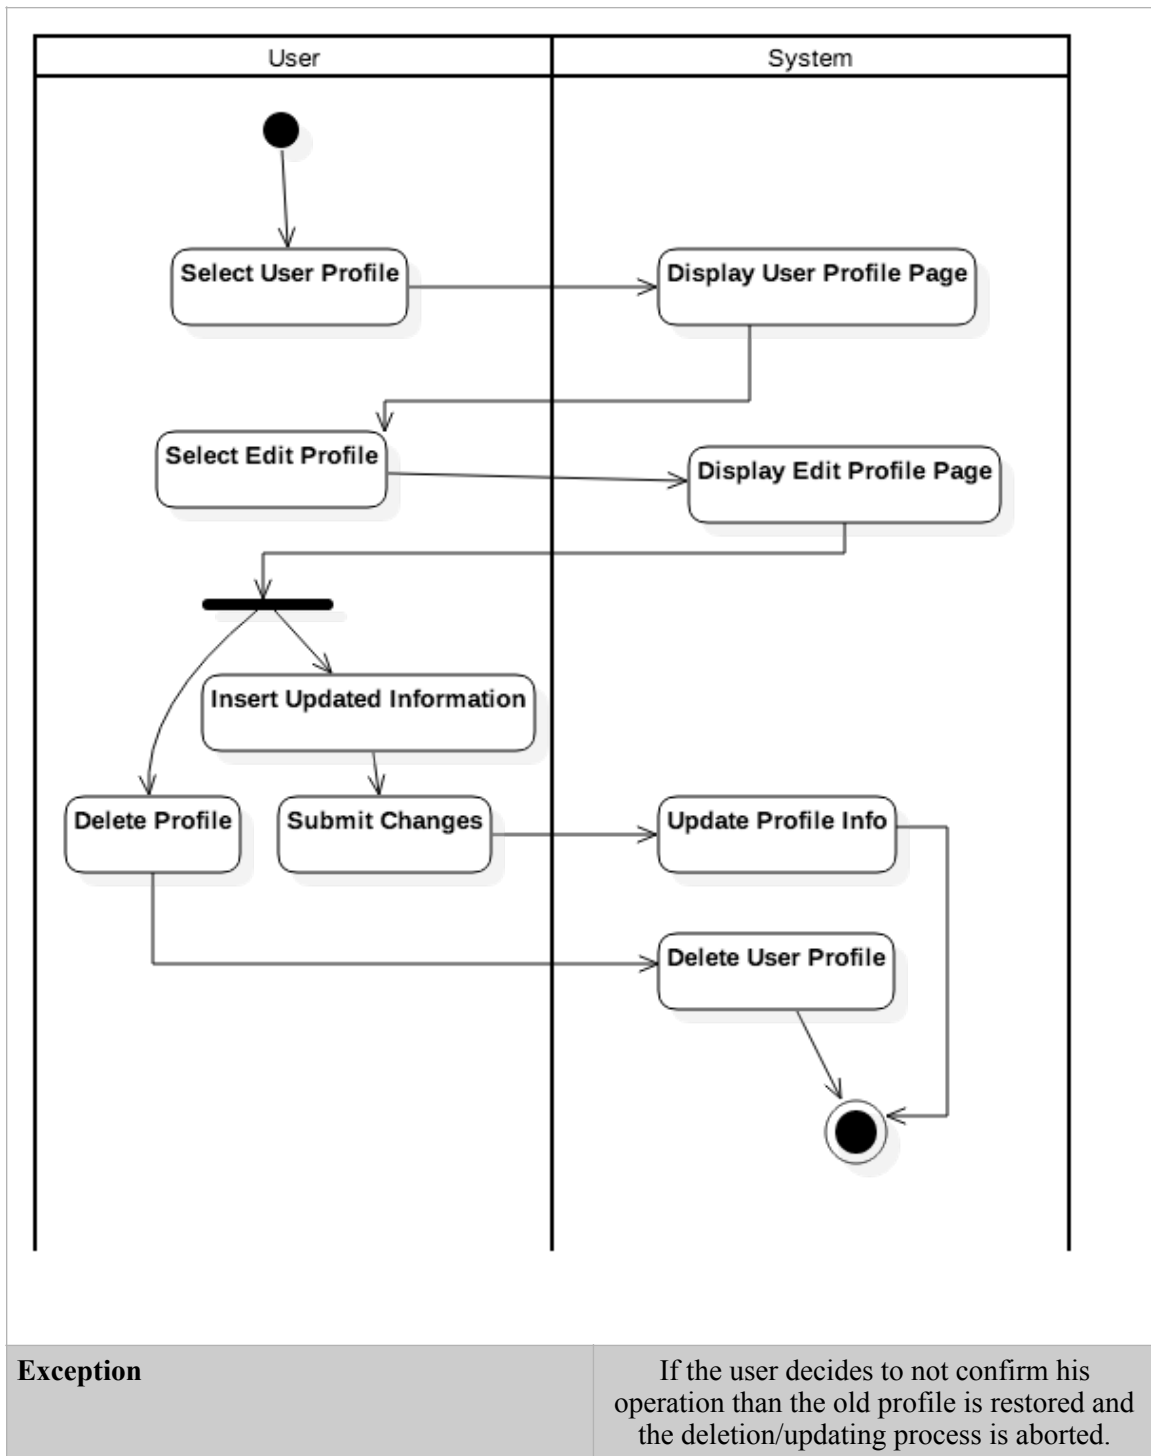 User
System
Select User Profile
Display User Profile Page
Select Edit Profile
Display Edit Profile Page
Insert Updated Information
Delete Profile
Submit Changes
Update Profile Info
Delete User Profile
Exception
If the user decides to not confirm his
operation than the old profile is restored and
the deletion/updating process is aborted.